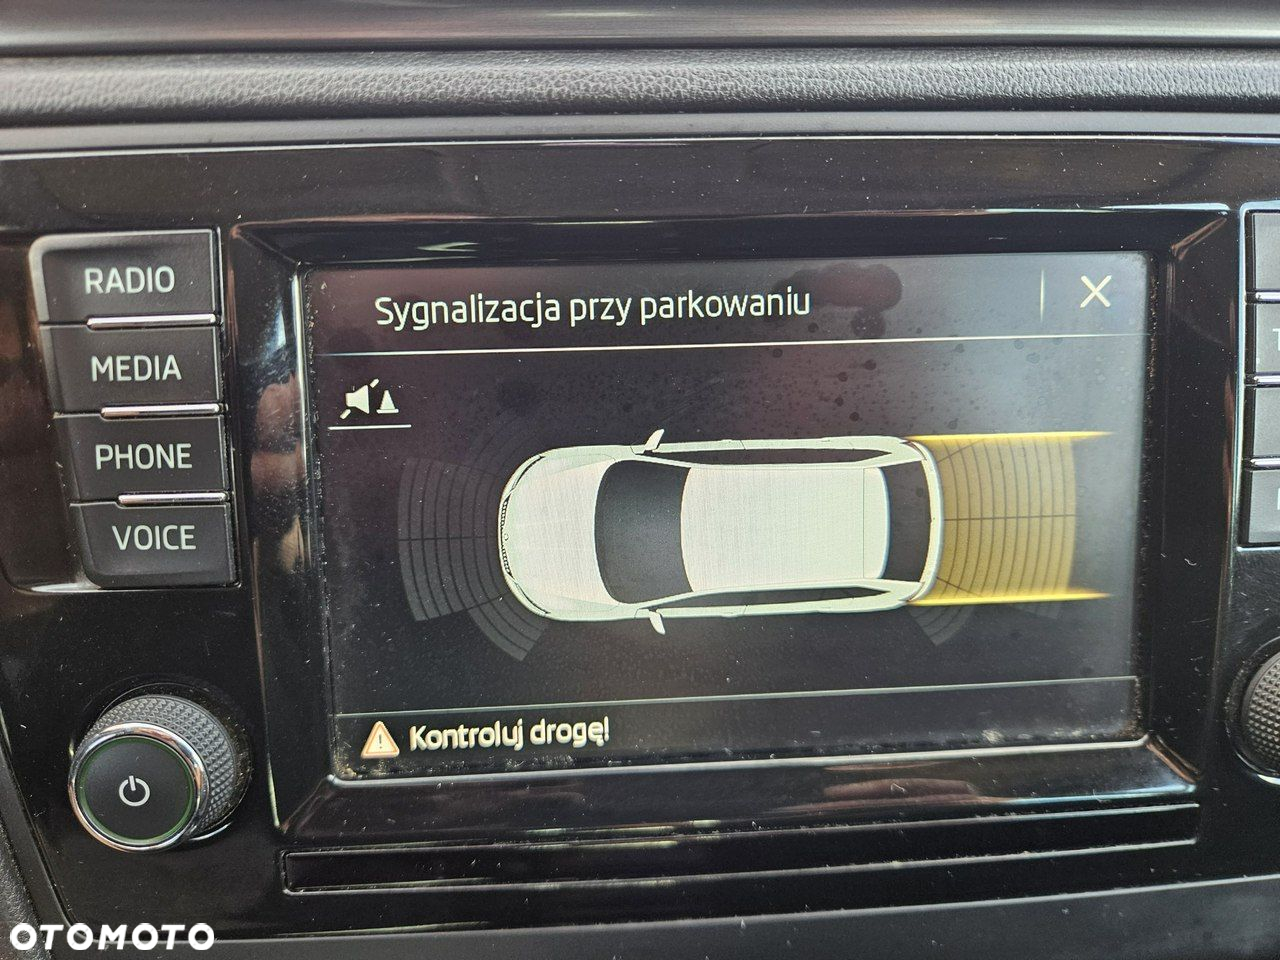 RADIO
MEDIA
PHONE
VOICE
Sygnalizacja przy parkowaniu
Kontroluj drogę!
OTOMOTO